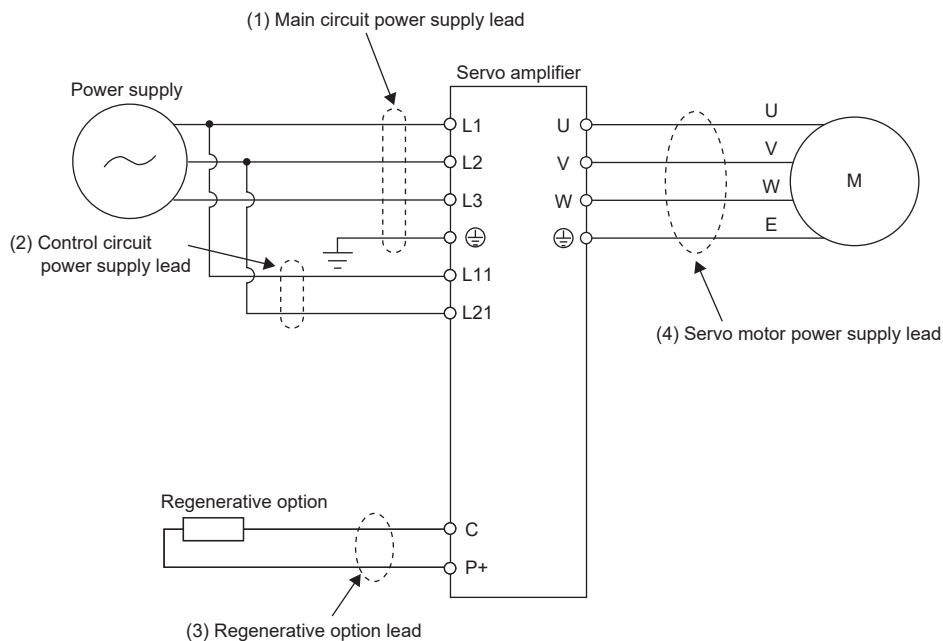 (1) Main circuit power supply lead
Servo amplifier
Power supply
L1
L2
L3
L11
L21
U
V
W
U
V
W
E
M
(2) Control circuit
power supply lead
(4) Servo motor power supply lead
Regenerative option
C
P+
(3) Regenerative option lead